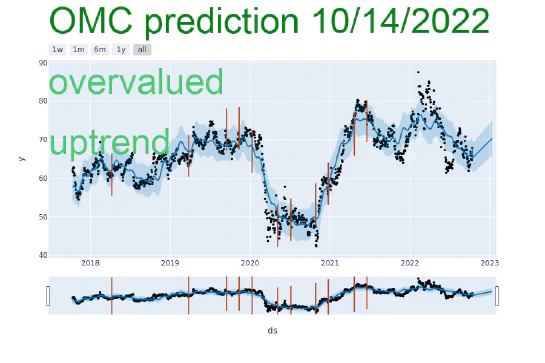 OMC prediction 10/14/2022
1w 1m 6m 1y all
90
overvalued
80
uptrend
70
60
50
40
y
2018 2019 2020 2021 2022 2023
ds